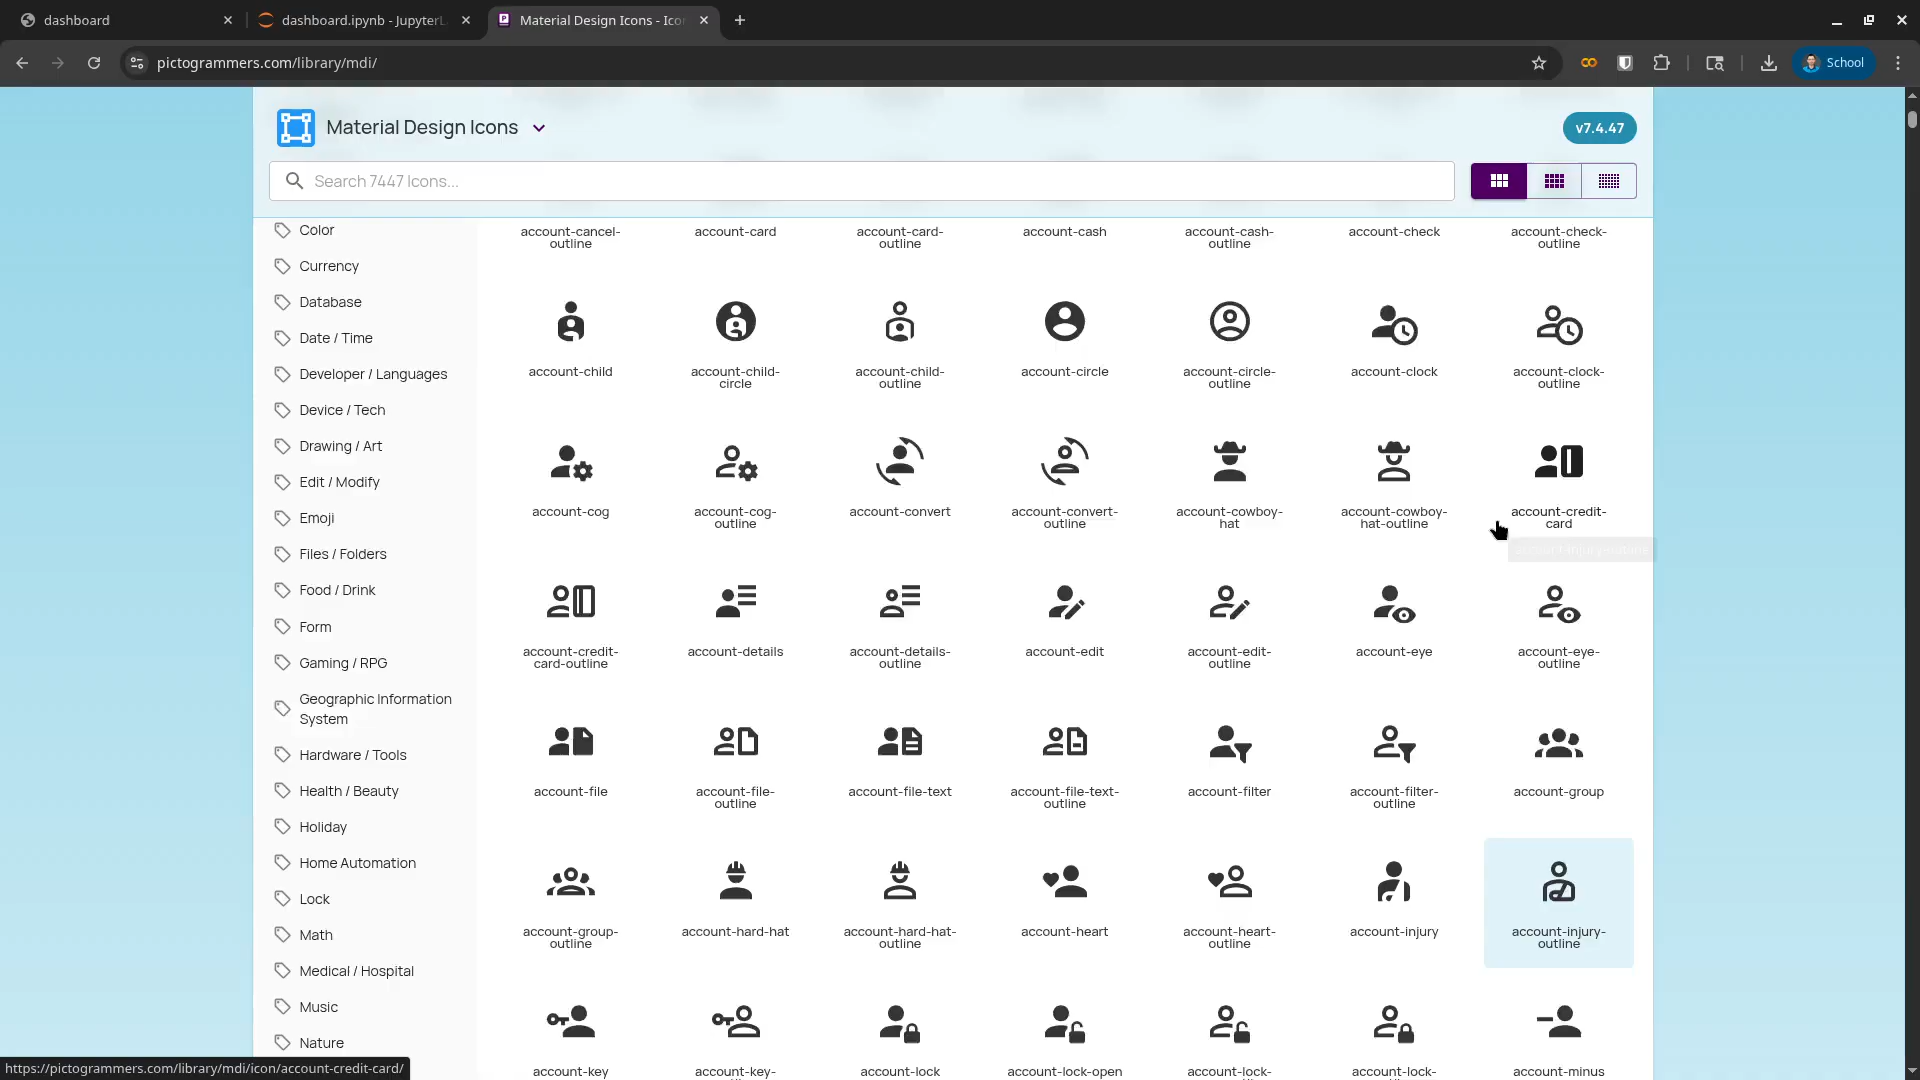 dashboard
dashboard.ipynb - JupyterL
Material Design Icons - Ico
pictogrammers.com/library/mdi/
School
Material Design Icons
v7.4.47
Search 7447 Icons...
Color
Currency
Database
Date / Time
Developer / Languages
Device / Tech
Drawing / Art
Edit / Modify
Emoji
Files / Folders
Food / Drink
Form
Gaming / RPG
Geographic Information
System
Hardware / Tools
Health / Beauty
Holiday
Home Automation
Lock
Math
Medical / Hospital
Music
Nature
account-cancel-
outline
account-card
account-card-
outline
account-cash
account-cash-
outline
account-check
account-check-
outline
account-child
account-child-
circle
account-child-
outline
account-circle
account-circle-
outline
account-clock
account-clock-
outline
account-cog
account-cog-
outline
account-convert
account-convert-
outline
account-cowboy-
hat
account-cowboy-
hat-outline
account-credit-
card
account-credit-
card-outline
account-details
account-details-
outline
account-edit
account-edit-
outline
account-eye
account-eye-
outline
account-file
account-file-
outline
account-file-text
account-file-text-
outline
account-filter
account-filter-
outline
account-group
account-group-
outline
account-hard-hat
account-hard-hat-
outline
account-heart
account-heart-
outline
account-injury
account-injury-
outline
account-key
account-key-
account-lock
account-lock-open
account-lock-
account-lock-
account-minus
https://pictogrammers.com/library/mdi/icon/account-credit-card/